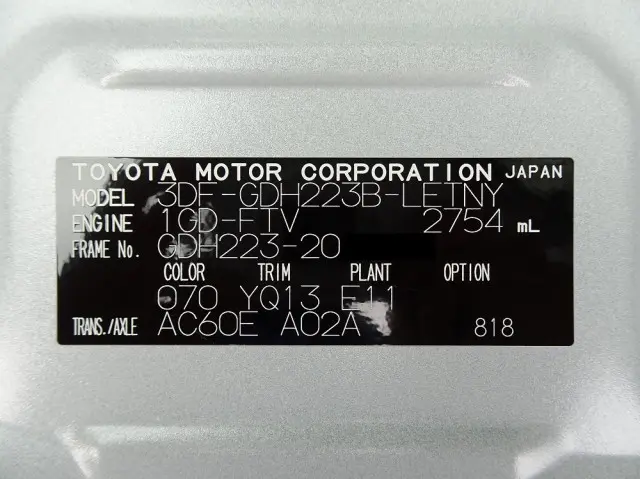 TOYOTA MOTOR CORPORATION JAPAN
MODEL 3DF-GDH223B-LETNY
ENGINE 1GD-FTV 2754 mL
FRAME No. GDH223-20
COLOR TRIM PLANT OPTION
070 YQ13 E11
TRANS./AXLE AC60E A02A 818